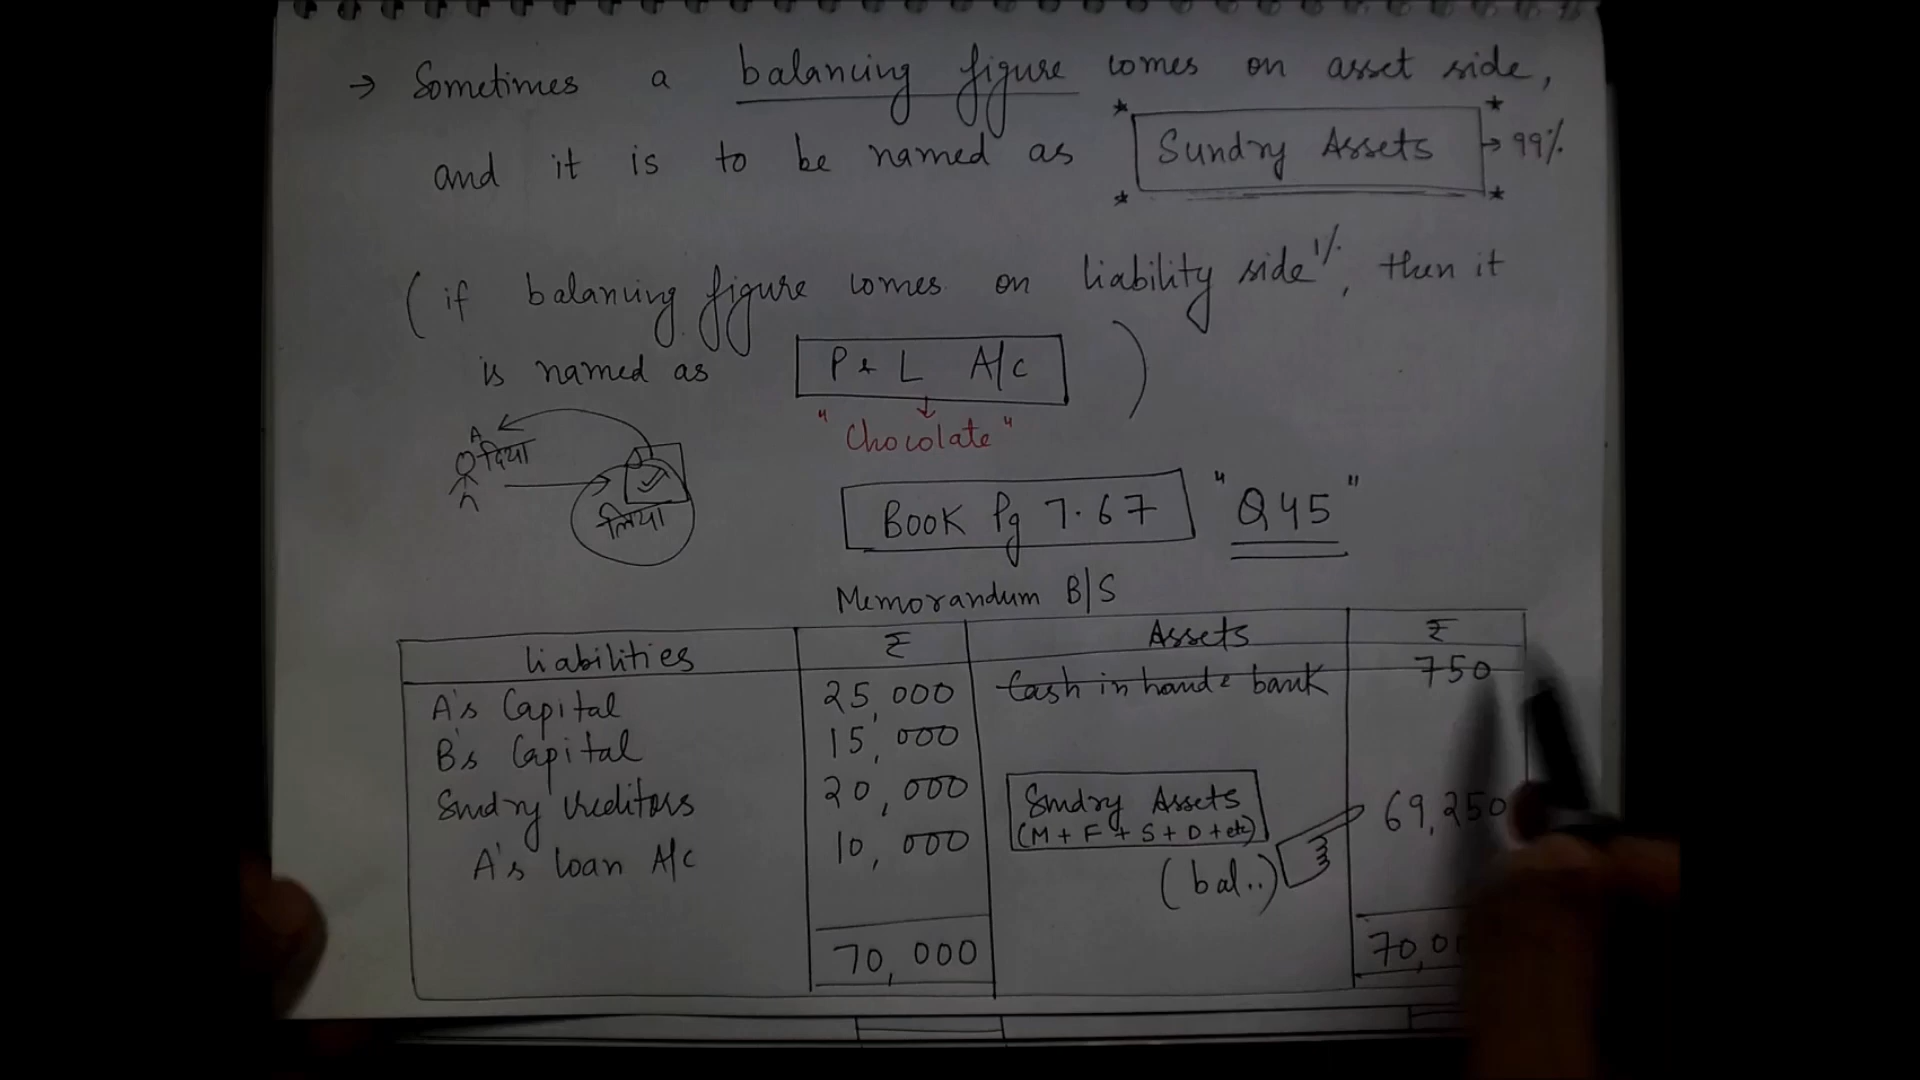 → Sometimes a balancing figure comes on asset side,
and it is to be named as Sundry Assets → 99%
(if balancing figure comes on liability side 1%, then it
is named as P & L A/c)
"Chocolate"
A
दिया
लिया
BOOK Pg 7.67 "Q45"
Memorandum B/S
Liabilities ₹ Assets ₹
A's Capital 25,000 Cash in hand & bank 750
B's Capital 15,000
Sundry Creditors 20,000 Sundry Assets 69,250
(M + F + S + D + etc)
A's loan A/c 10,000 (bal..)
70,000 70,0